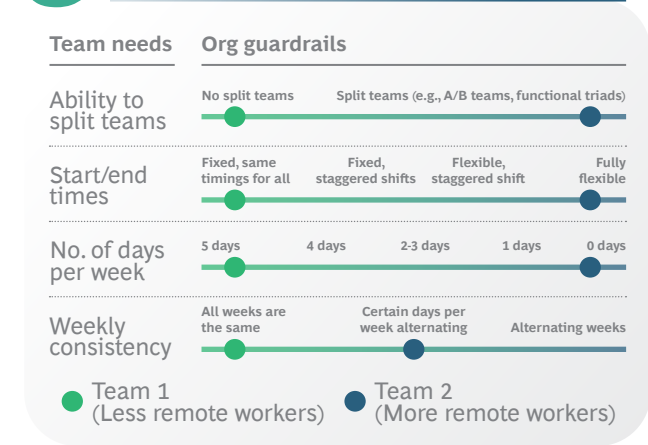 Team needs
Org guardrails
Ability to
split teams
No split teams
Split teams (e.g., A/B teams, functional triads)
Start/end
times
Fixed, same
timings for all
Fixed,
staggered shifts
Flexible,
staggered shift
Fully
flexible
No. of days
per week
5 days
4 days
2-3 days
1 days
0 days
Weekly
consistency
All weeks are
the same
Certain days per
week alternating
Alternating weeks
Team 1
(Less remote workers)
Team 2
(More remote workers)